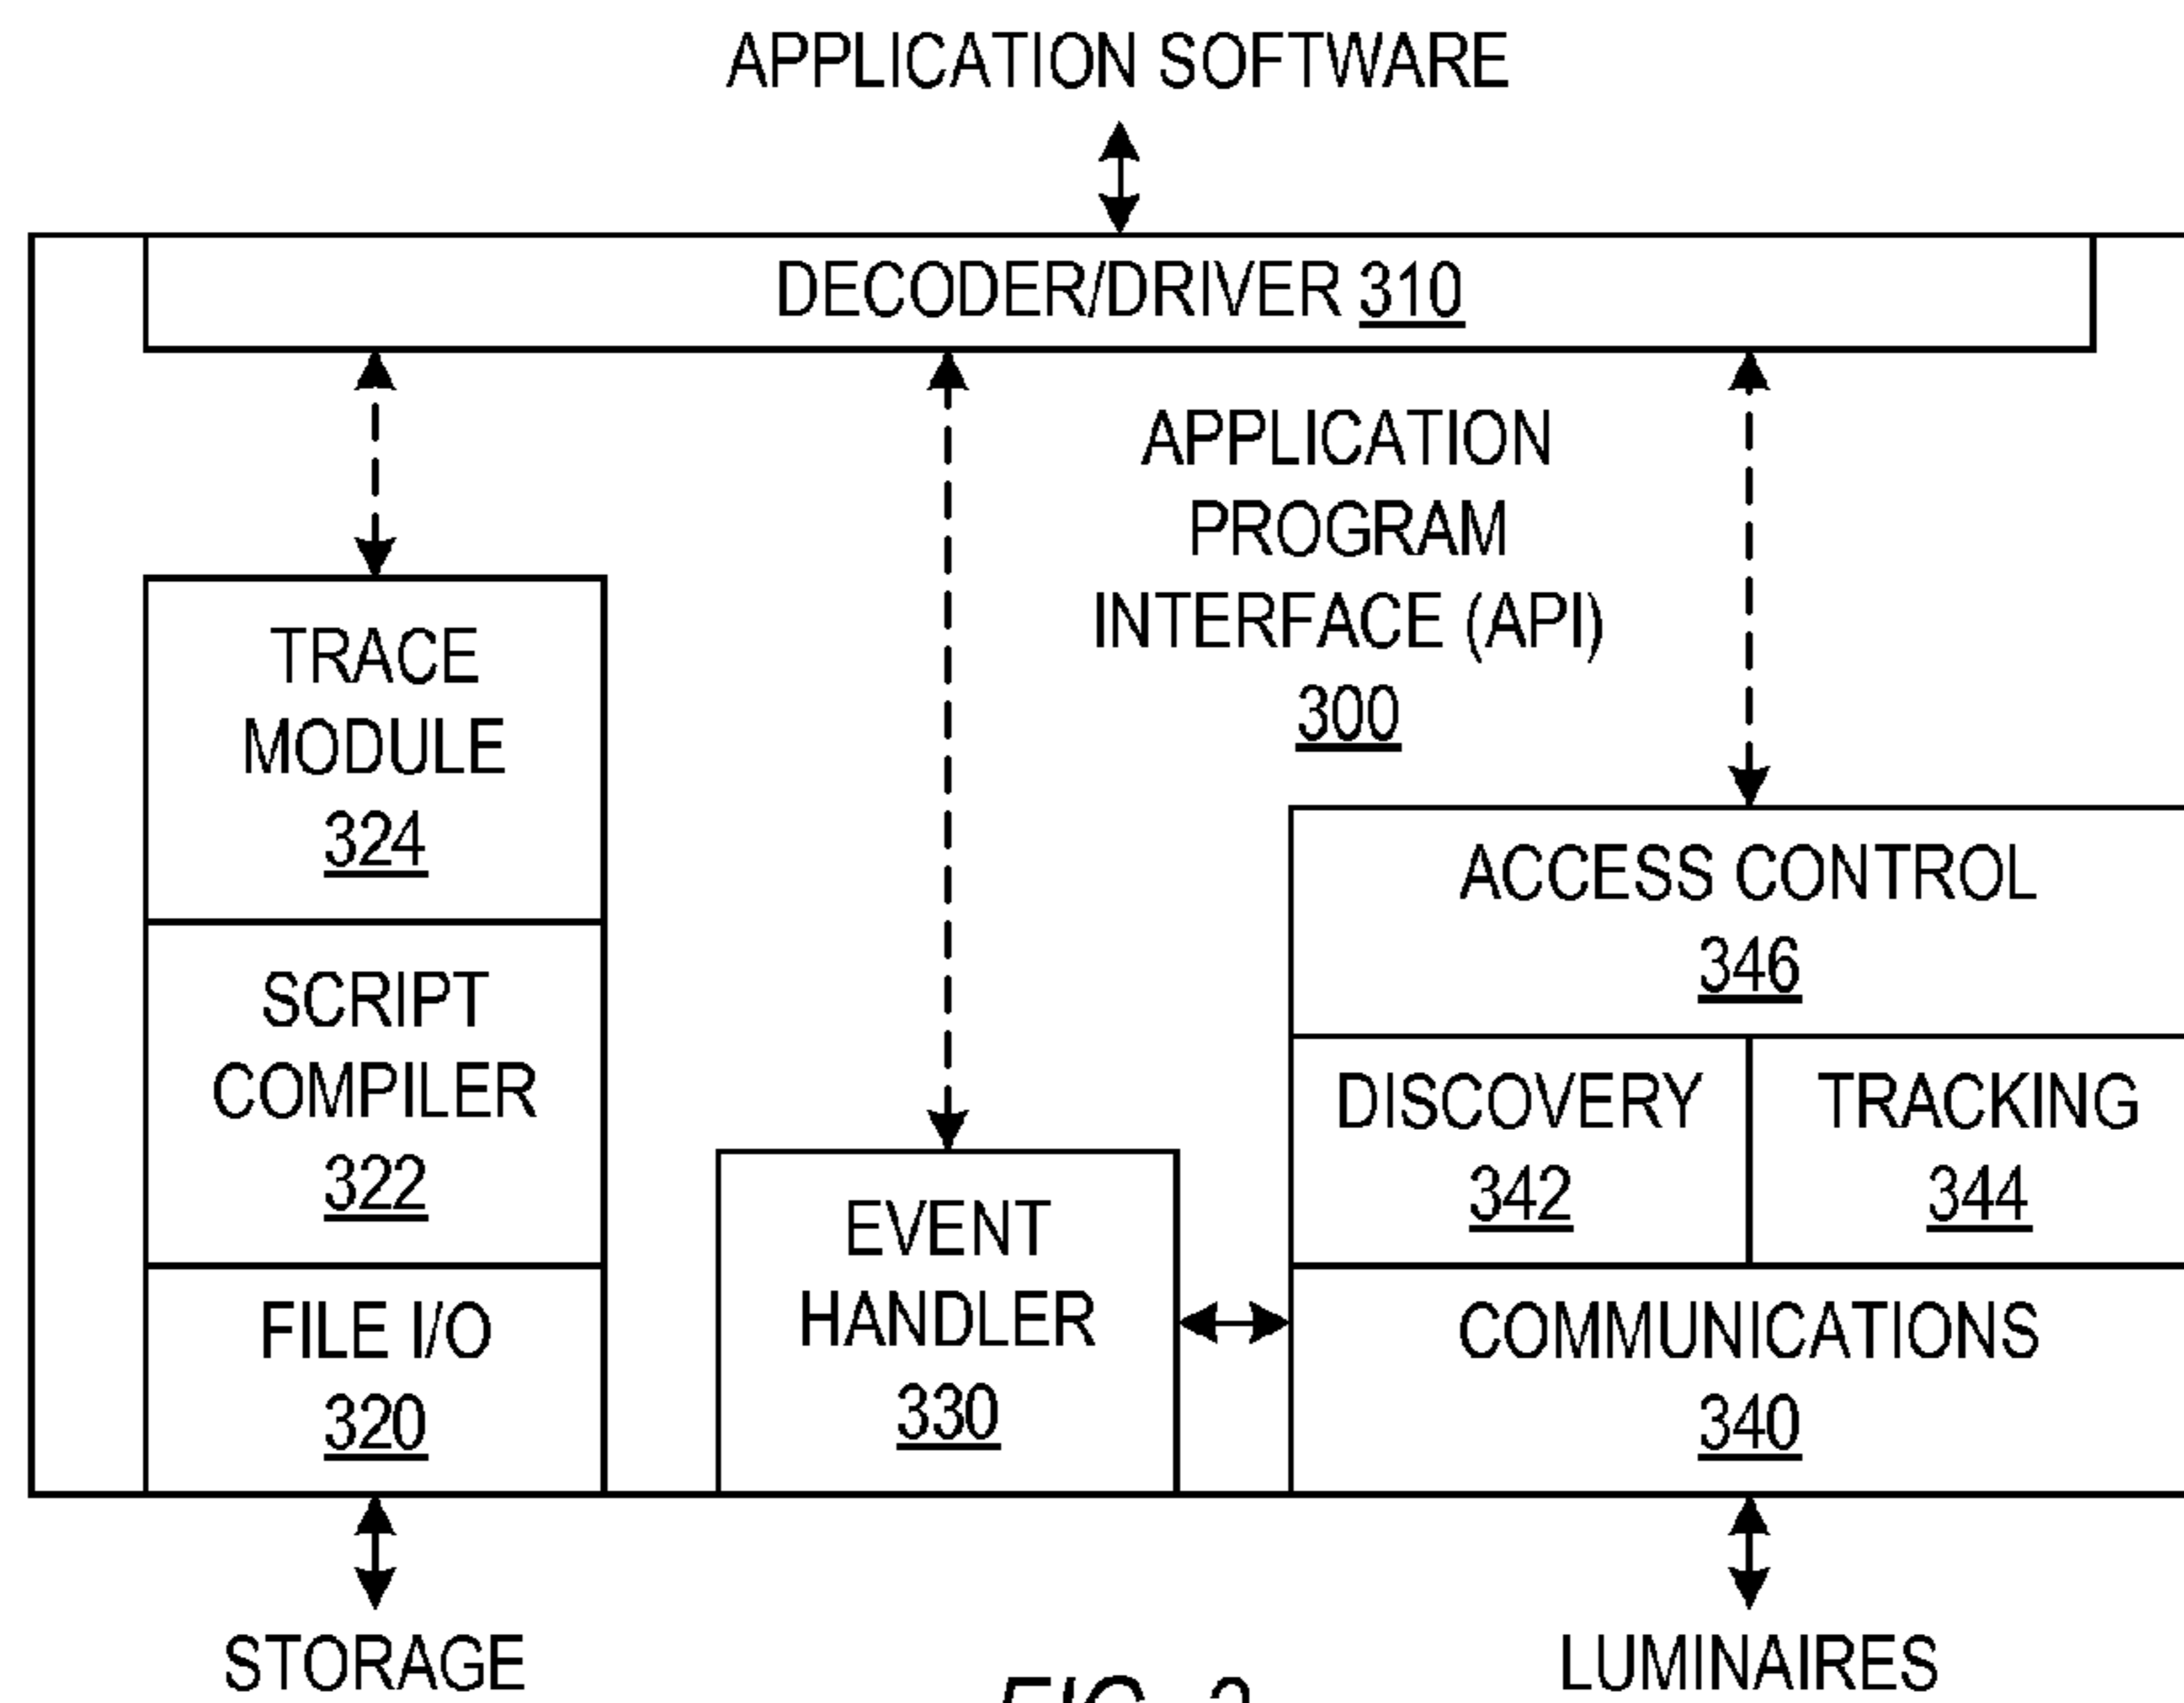 APPLICATION SOFTWARE
DECODER/DRIVER 310
APPLICATION
PROGRAM
INTERFACE (API)
300
TRACE
MODULE
324
SCRIPT
COMPILER
322
FILE I/O
320
EVENT
HANDLER
330
ACCESS CONTROL
346
DISCOVERY
342
TRACKING
344
COMMUNICATIONS
340
STORAGE
LUMINAIRES
FIG.